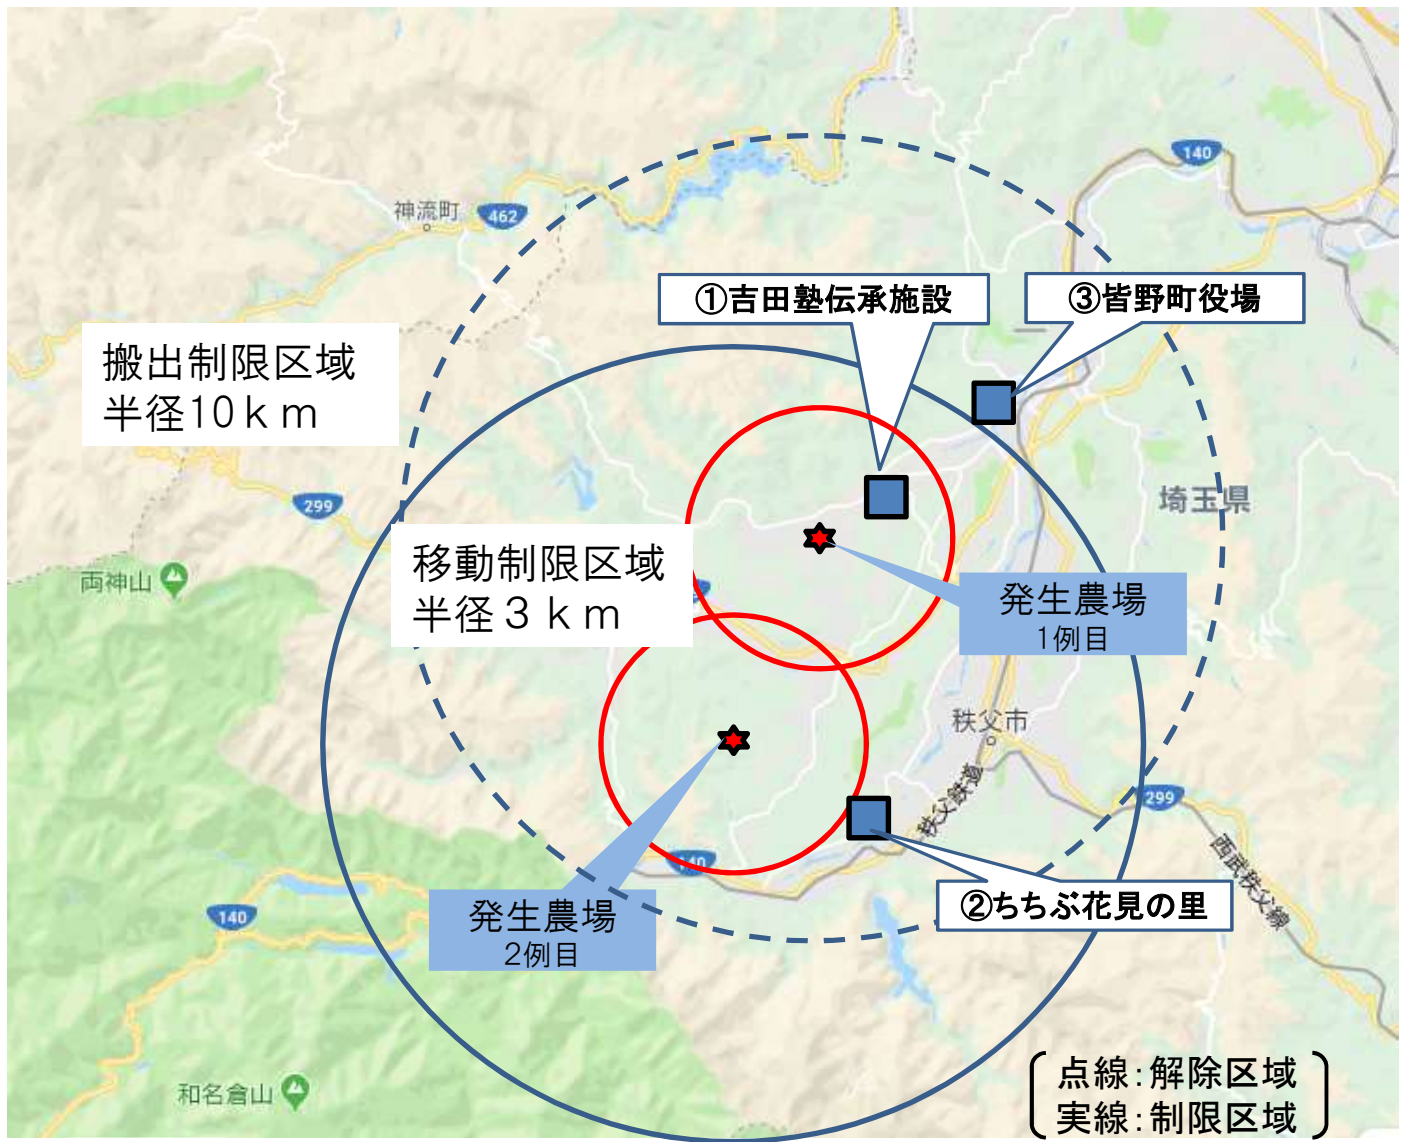 140
神流町
462
①吉田塾伝承施設
③皆野町役場
搬出制限区域
半径10ｋｍ
299
埼玉県
移動制限区域
半径３ｋｍ
両神山
発生農場
1例目
秩父市
299
秩父鉄道
西武秩父線
140
②ちちぶ花見の里
発生農場
2例目
140
和名倉山
点線：解除区域
実線：制限区域